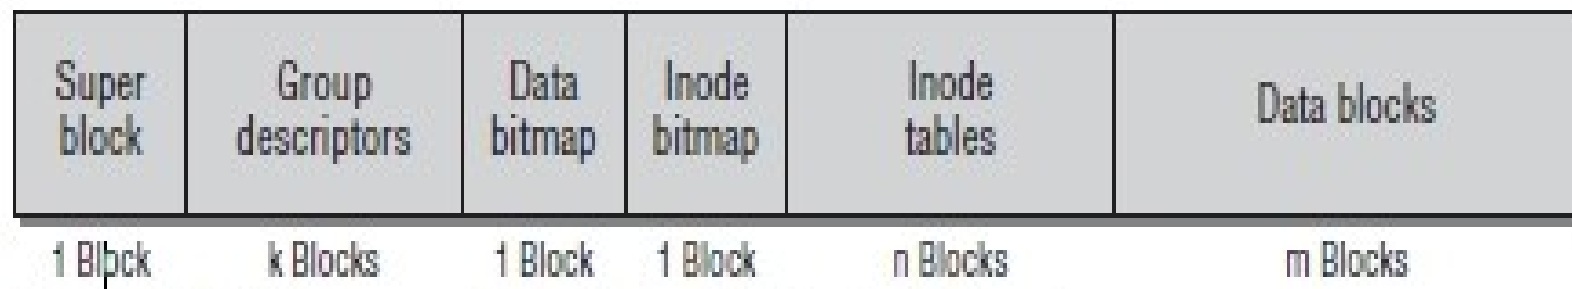 Super
block
Group
descriptors
Data
bitmap
Inode
bitmap
Inode
tables
Data blocks
1 Block
k Blocks
1 Block
1 Block
n Blocks
m Blocks